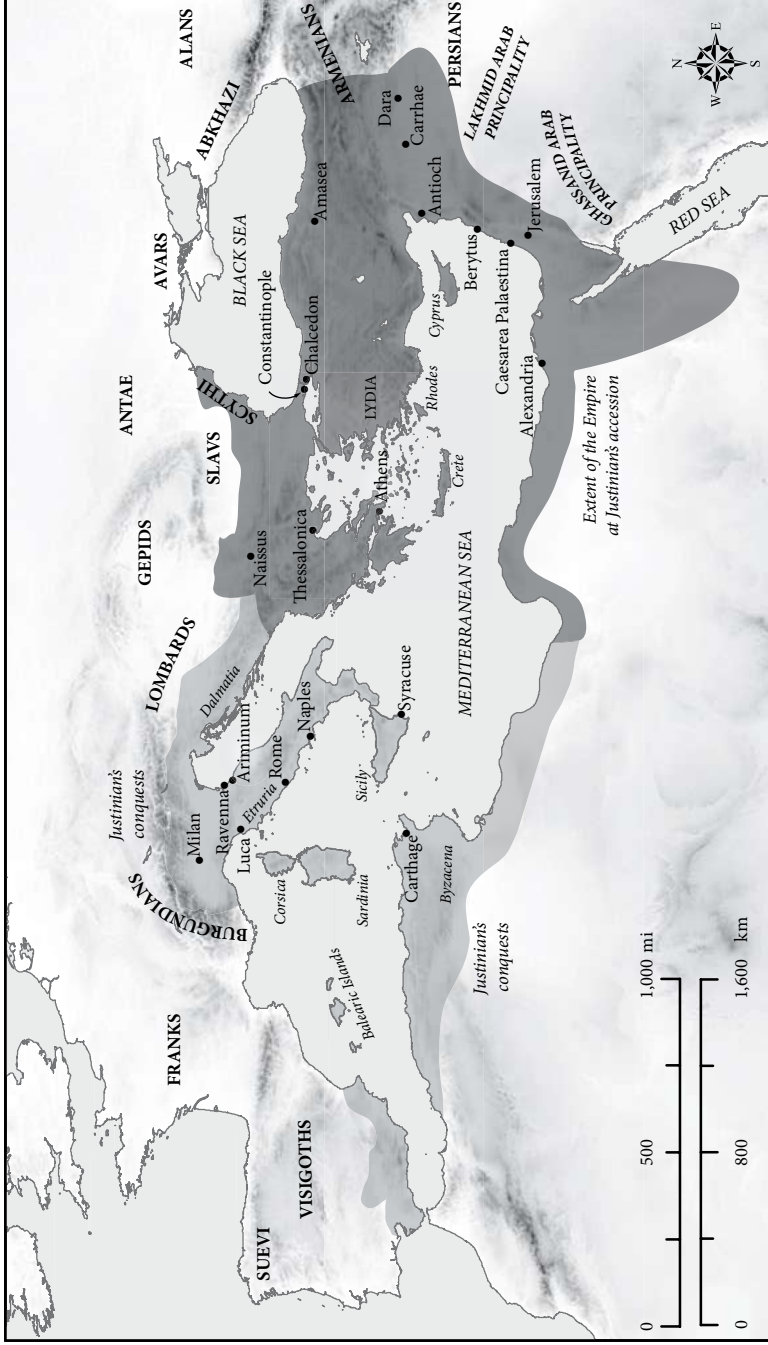 SUEVI
VISIGOTHS
FRANKS
BURGUNDIANS
Justinian's
conquests
LOMBARDS
GEPIDS
ANTAE
SLAVS
SCYTHI
AVARS
ABKHAZI
ALANS
ARMENIANS
PERSIANS
LAKHMID ARAB
PRINCIPALITY
GHASSANID ARAB
PRINCIPALITY
Milan
Ravenna
Ariminum
Luca
Etruria
Rome
Naples
Dalmatia
Corsica
Sardinia
Balearic Islands
Sicily
Syracuse
Carthage
Byzacena
Justinian's
conquests
Naissus
Thessalonica
Athens
Constantinople
Chalcedon
BLACK SEA
Amasea
LYDIA
Rhodes
Crete
Cyprus
Dara
Carrhae
Antioch
Berytus
Caesarea Palaestina
Jerusalem
Alexandria
MEDITERRANEAN SEA
RED SEA
Extent of the Empire
at Justinian's accession
N
E
S
W
0 500 1,000 mi
0 800 1,600 km